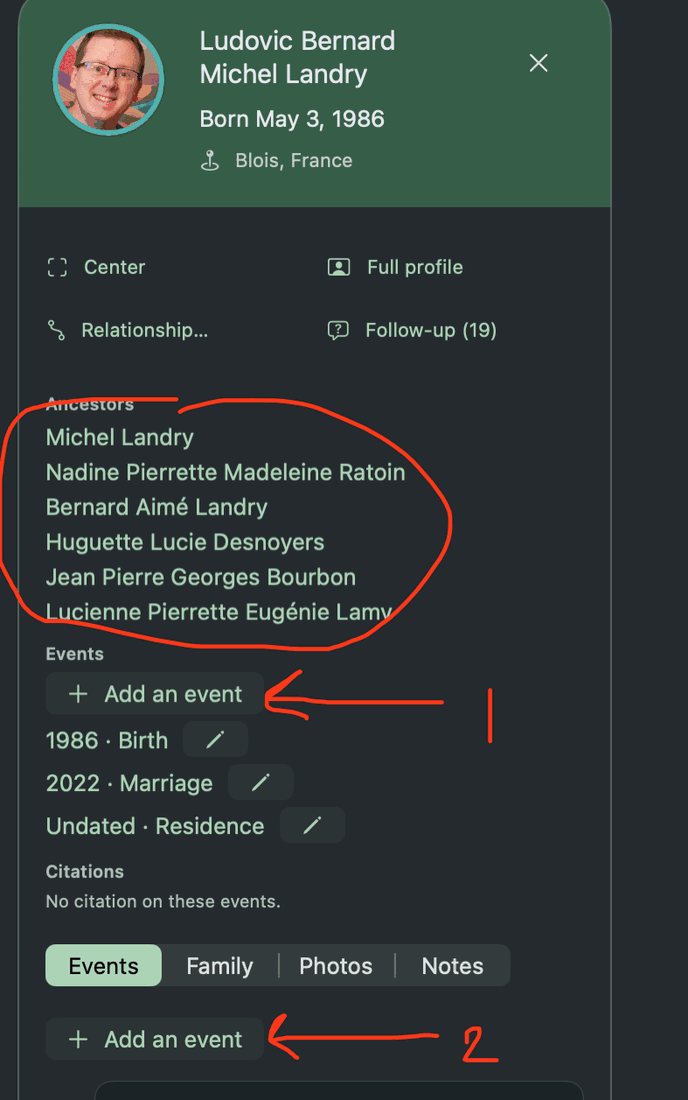 Ludovic Bernard
Michel Landry
Born May 3, 1986
Blois, France
Center
Full profile
Relationship...
Follow-up (19)
Ancestors
Michel Landry
Nadine Pierrette Madeleine Ratoin
Bernard Aimé Landry
Huguette Lucie Desnoyers
Jean Pierre Georges Bourbon
Lucienne Pierrette Eugénie Lamy
Events
+ Add an event
1
1986 · Birth
2022 · Marriage
Undated · Residence
Citations
No citation on these events.
Events Family Photos Notes
+ Add an event
2